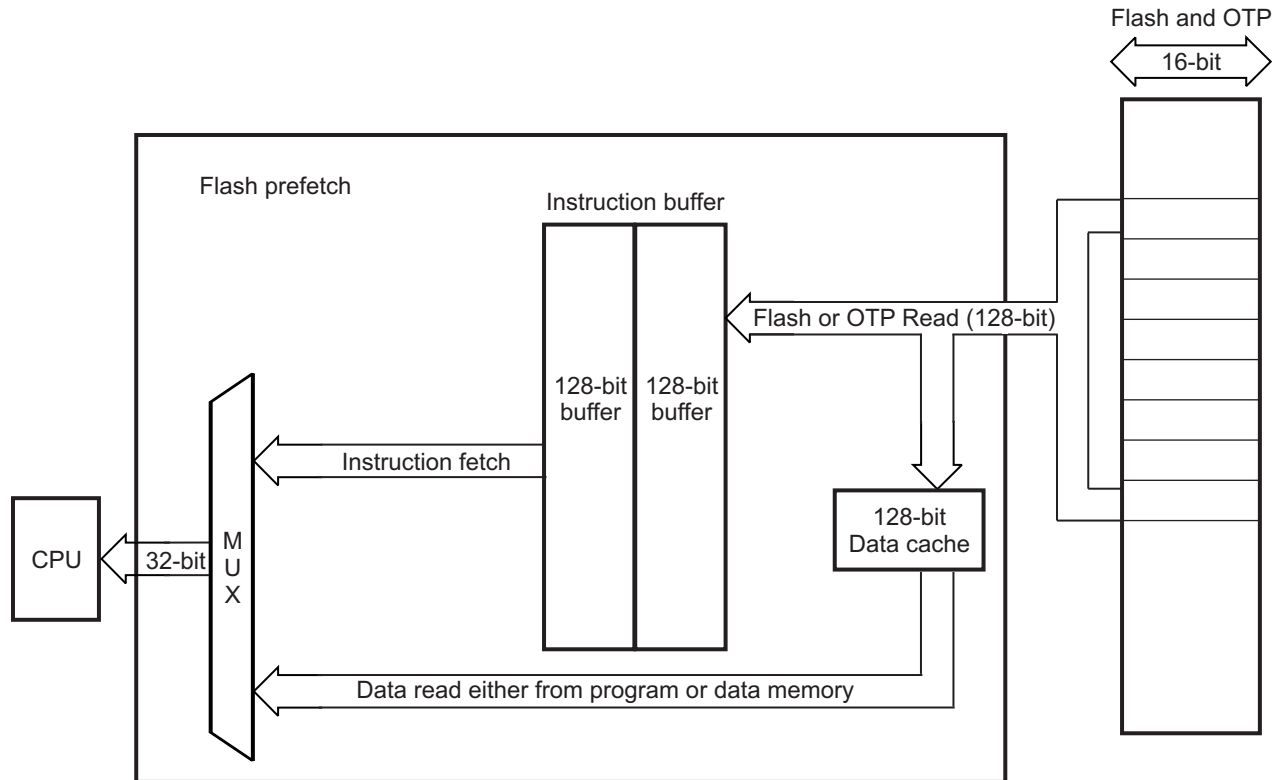 Flash and OTP
16-bit
Flash prefetch
Instruction buffer
Flash or OTP Read (128-bit)
128-bit
buffer
128-bit
buffer
Instruction fetch
128-bit
Data cache
CPU
32-bit
M
U
X
Data read either from program or data memory